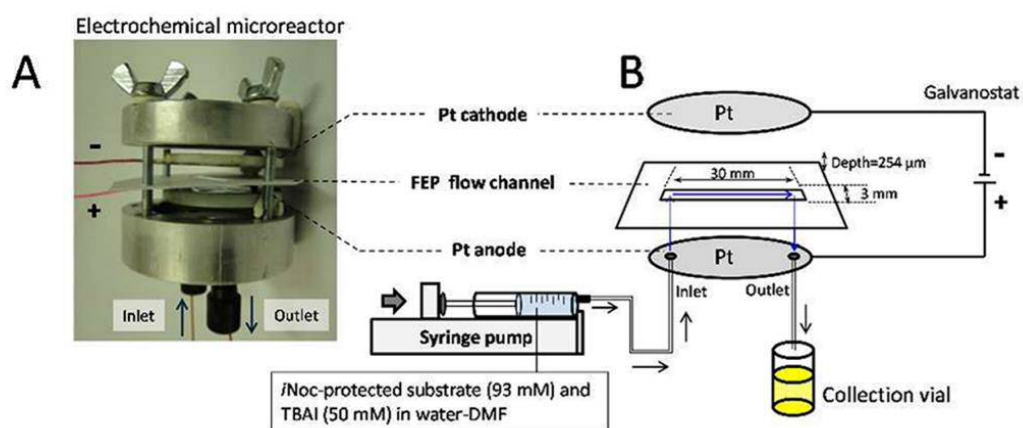 Electrochemical microreactor
A
B
Galvanostat
Pt cathode
Pt
-
-
Depth=254 μm
30 mm
FEP flow channel
3 mm
+
+
Pt anode
Pt
Inlet
Outlet
Inlet
Outlet
Syringe pump
Collection vial
iNoc-protected substrate (93 mM) and
TBAI (50 mM) in water-DMF